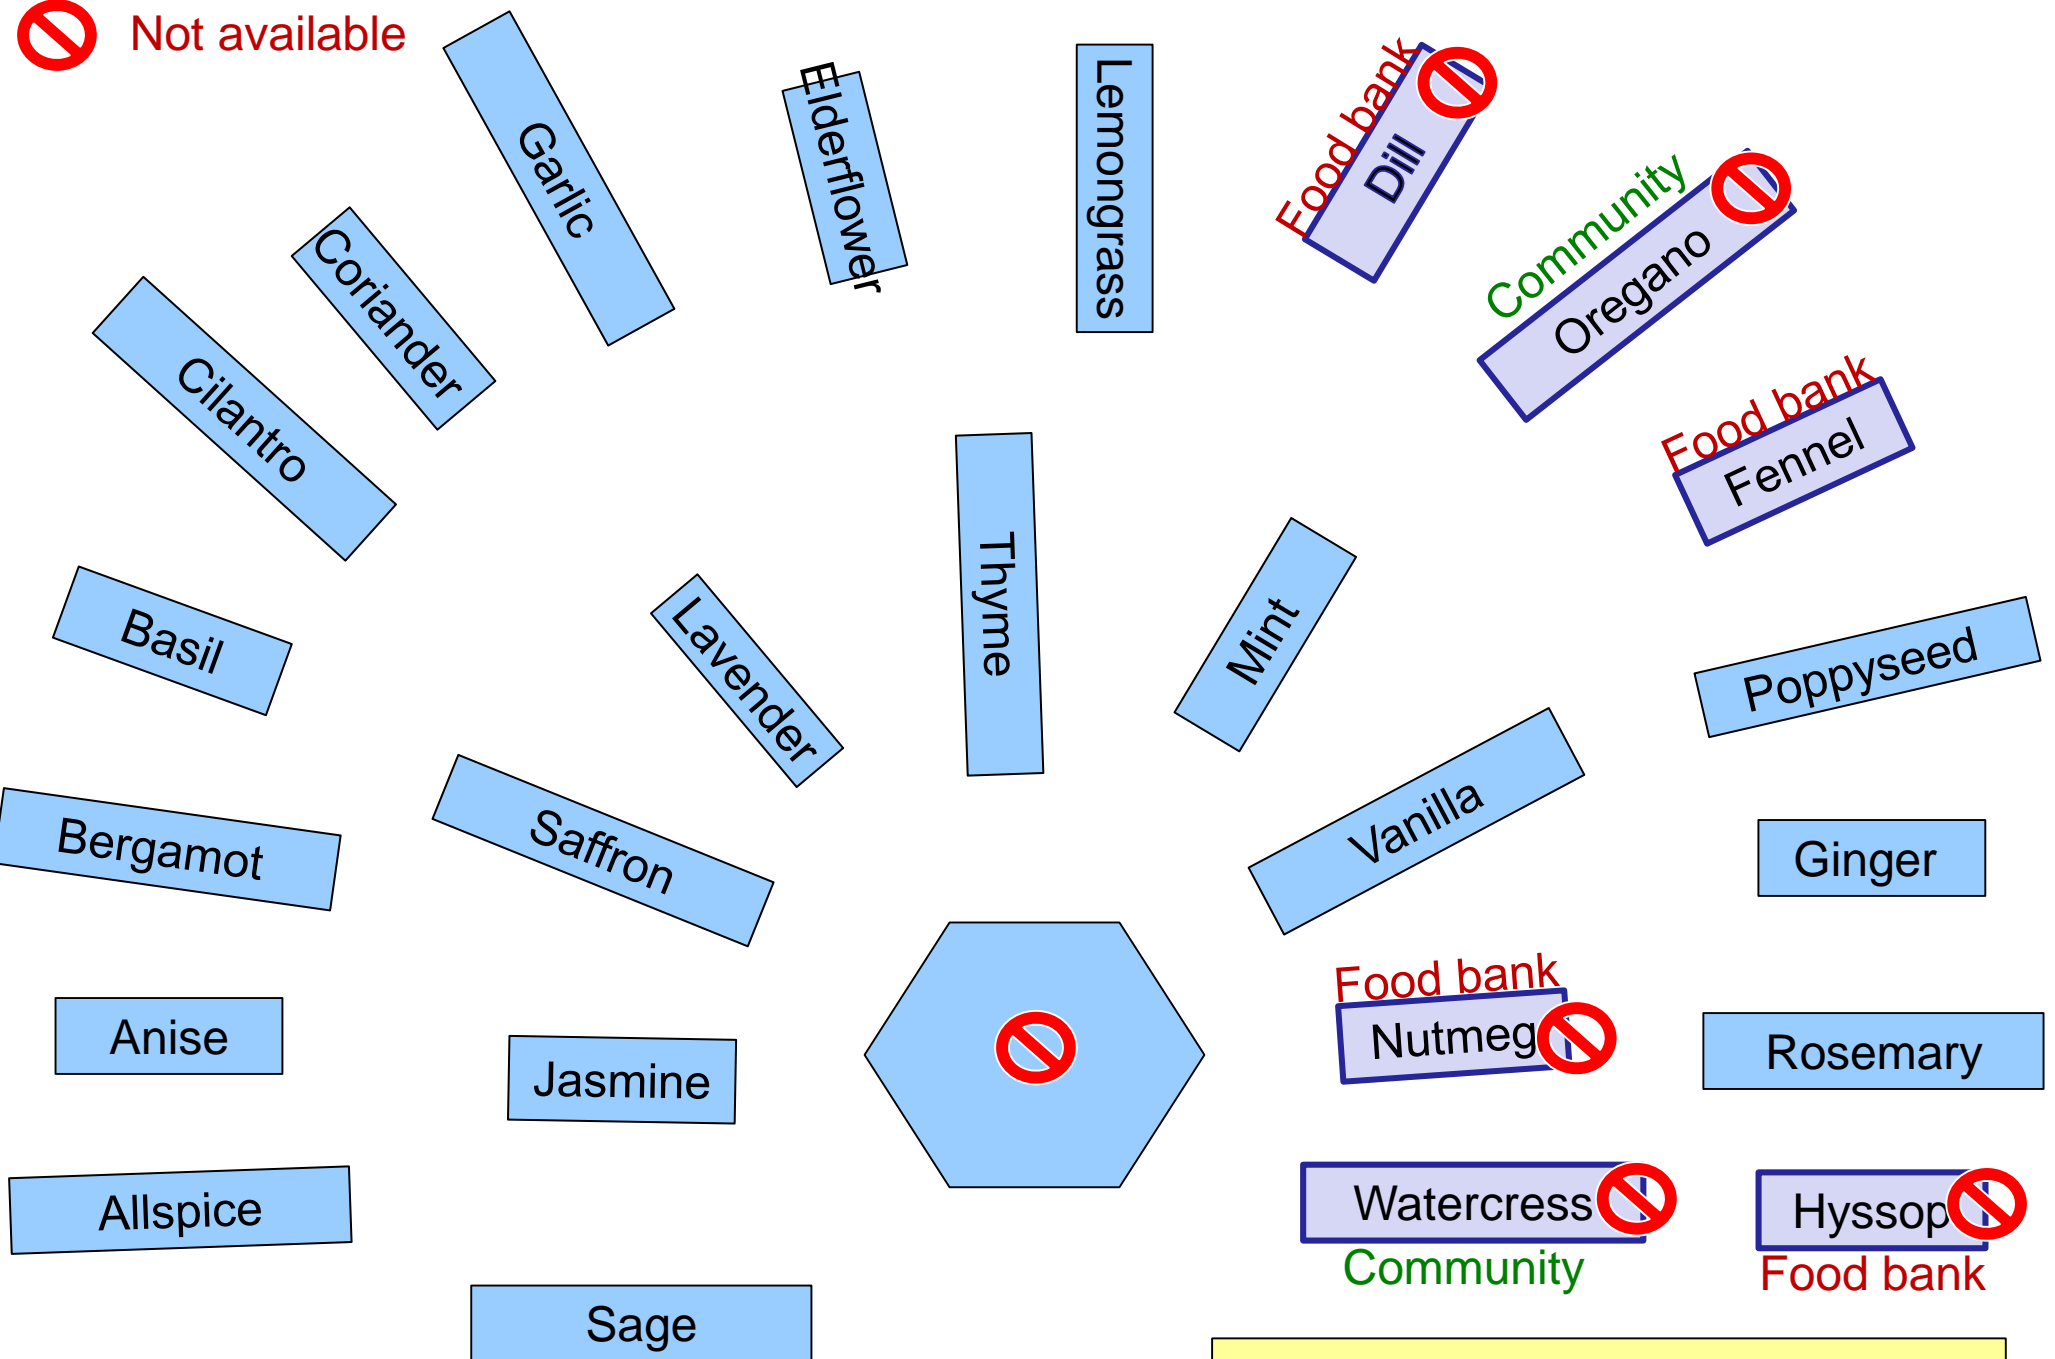 Not available
Garlic
Elderflower
Lemongrass
Food bank
Dill
Community
Oregano
Coriander
Cilantro
Food bank
Fennel
Thyme
Mint
Basil
Lavender
Poppyseed
Vanilla
Bergamot
Saffron
Ginger
Food bank
Nutmeg
Anise
Jasmine
Rosemary
Allspice
Watercress
Community
Hyssop
Food bank
Sage